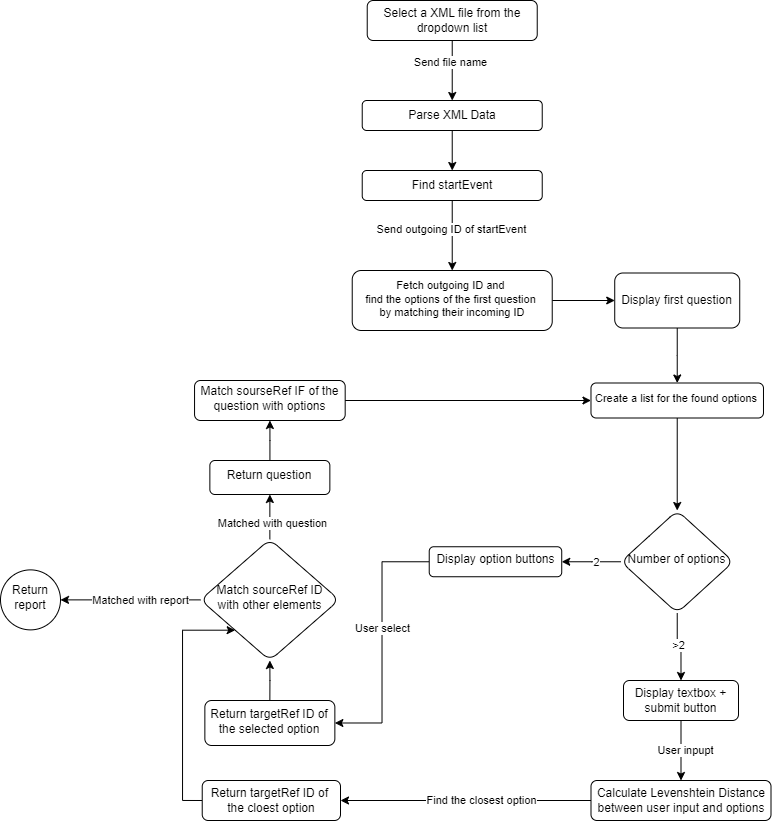 Select a XML file from the
dropdown list
Send file name
Parse XML Data
Find startEvent
Send outgoing ID of startEvent
Fetch outgoing ID and
find the options of the first question
by matching their incoming ID
Display first question
Match sourseRef IF of the
question with options
Create a list for the found options
Return question
Matched with question
Number of options
2
Display option buttons
Match sourceRef ID
with other elements
Matched with report
Return
report
User select
>2
Display textbox +
submit button
Return targetRef ID of
the selected option
User inpupt
Calculate Levenshtein Distance
between user input and options
Find the closest option
Return targetRef ID of
the cloest option